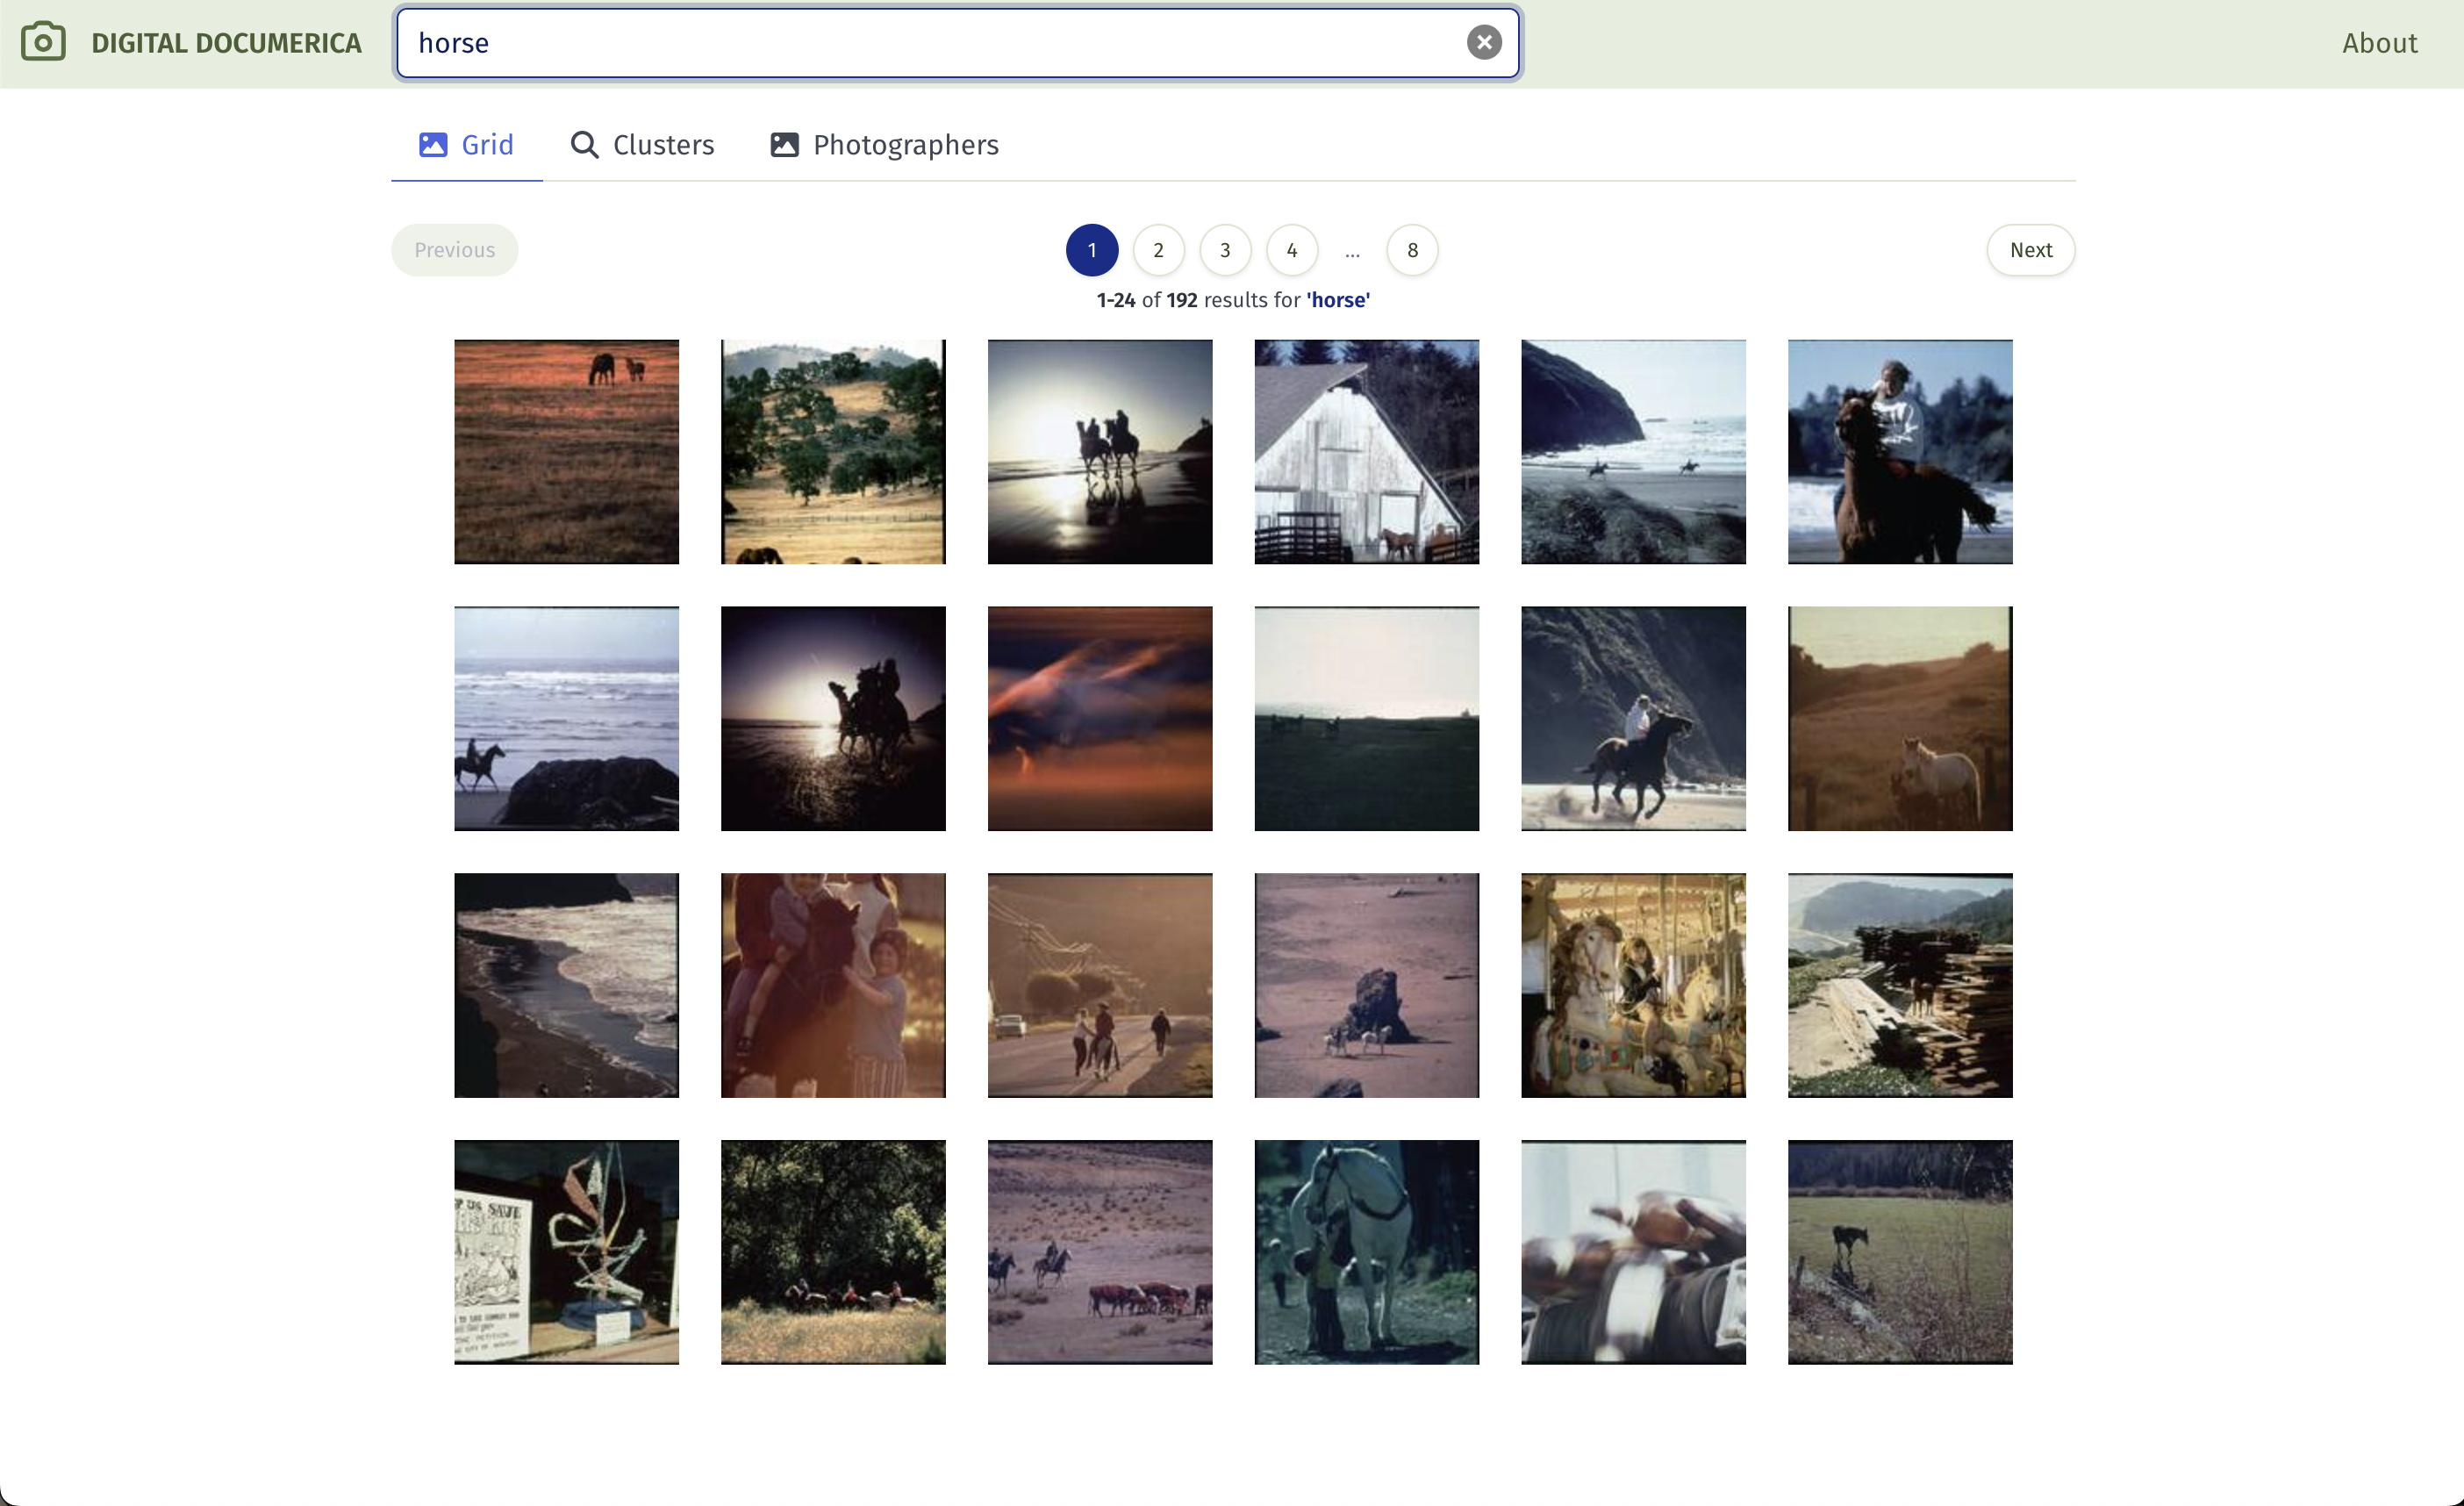 DIGITAL DOCUMERICA
horse
About
Grid
Clusters
Photographers
Previous
1
2
3
4
...
8
Next
1-24 of 192 results for 'horse'
SAVE